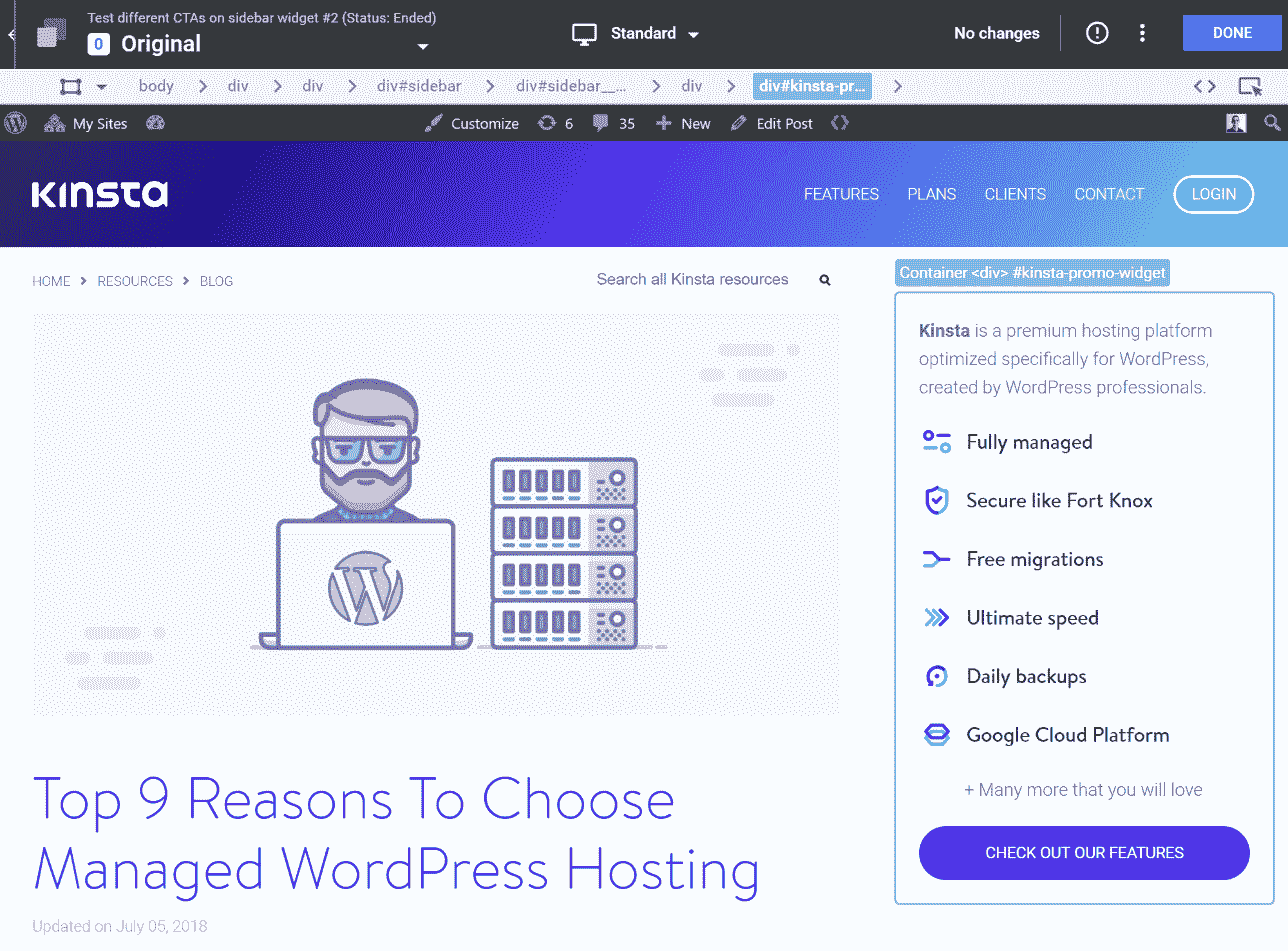 Test different CTAs on sidebar widget #2 (Status: Ended)
0 Original
Standard
No changes
DONE
body div div div#sidebar div#sidebar__... div div#kinsta-pr...
My Sites
Customize 6 35 New Edit Post
KINSTA
FEATURES PLANS CLIENTS CONTACT LOGIN
HOME RESOURCES BLOG
Search all Kinsta resources
Container <div> #kinsta-promo-widget
Kinsta is a premium hosting platform
optimized specifically for WordPress,
created by WordPress professionals.
Fully managed
Secure like Fort Knox
Free migrations
Ultimate speed
Daily backups
Google Cloud Platform
+ Many more that you will love
CHECK OUT OUR FEATURES
Top 9 Reasons To Choose
Managed WordPress Hosting
Updated on July 05, 2018